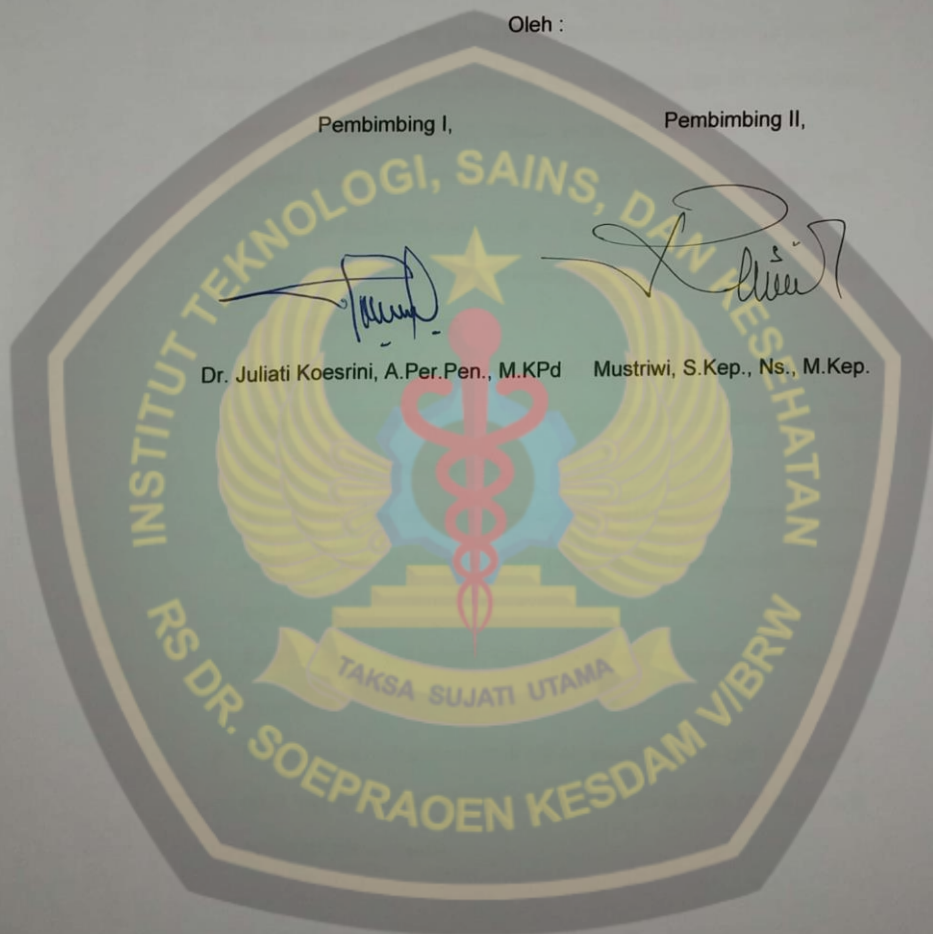 Oleh :
Pembimbing I,
Pembimbing II,
INSTITUT TEKNOLOGI, SAINS, DAN KESEHATAN
Dr. Juliati Koesrini, A.Per.Pen., M.KPd
Mustriwi, S.Kep., Ns., M.Kep.
TAKSA SUJATI UTAMA
RS DR. SOEPRAOEN KESDAM V/BRW